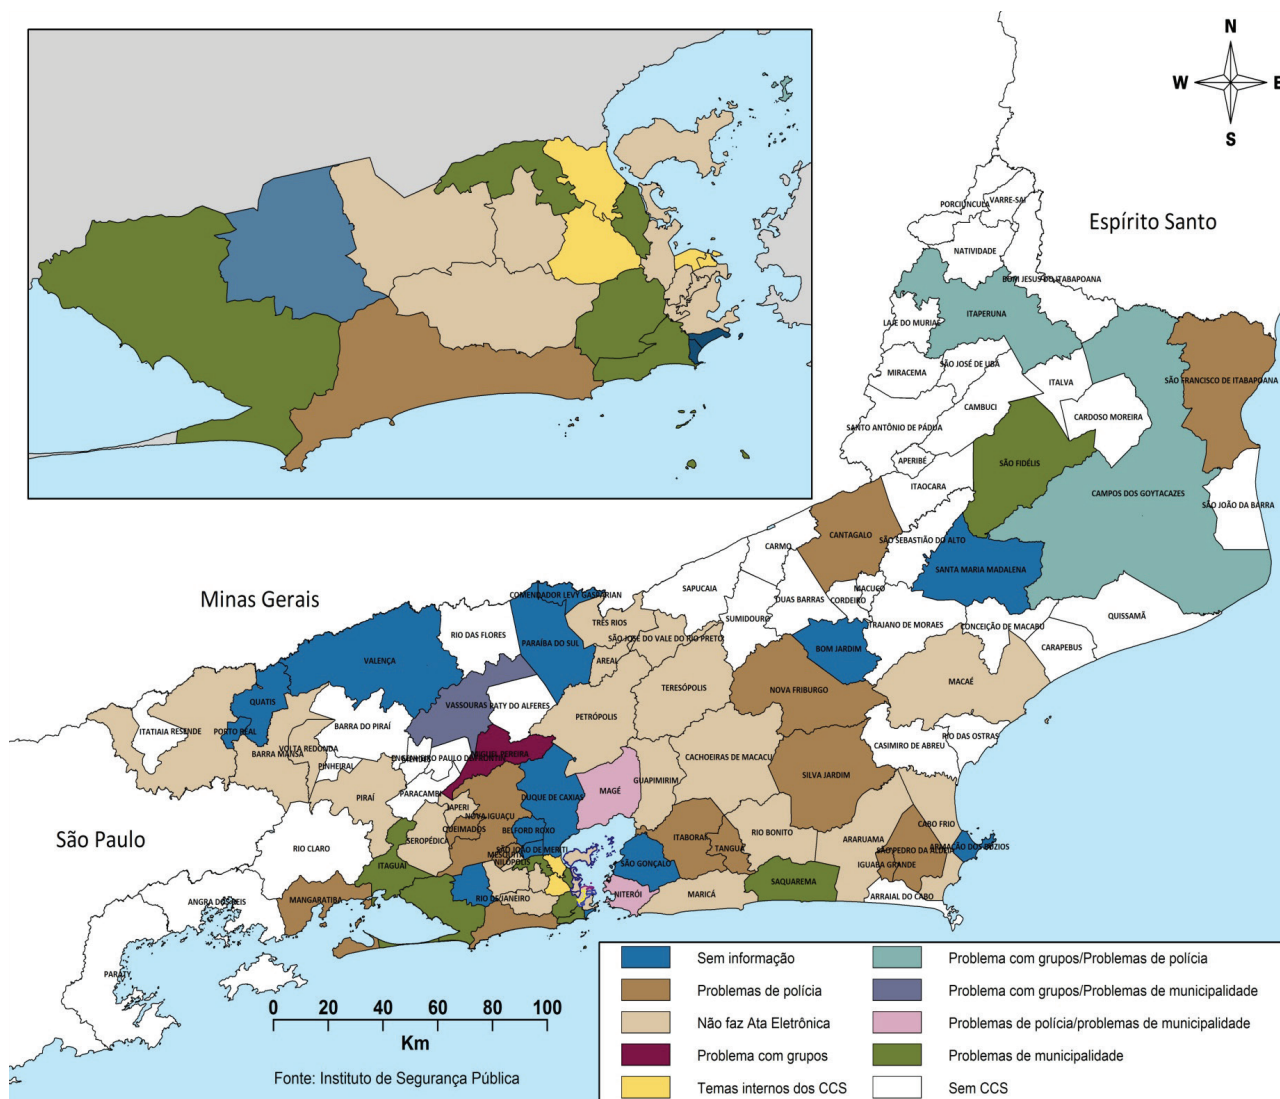 N
W E
S
Espírito Santo
Minas Gerais
São Paulo
PORCIÚNCULA
VARRE-SAI
NATIVIDADE
BOM JESUS DO ITABAPOANA
ITAPERUNA
LAJE DO MURIAÉ
SÃO JOSÉ DE UBÁ
MIRACEMA
ITALVA
SÃO FRANCISCO DE ITABAPOANA
CAMBUCI
CARDOSO MOREIRA
SANTO ANTÔNIO DE PÁDUA
APERIBÉ
SÃO FIDÉLIS
ITAOCARA
CAMPOS DOS GOYTACAZES
SÃO JOÃO DA BARRA
CANTAGALO
SÃO SEBASTIÃO DO ALTO
CARMO
SANTA MARIA MADALENA
SAPUCAIA
MACUCO
DUAS BARRAS
CORDEIRO
COMENDADOR LEVY GASPARIAN
SUMIDOURO
TRAJANO DE MORAES
CONCEIÇÃO DE MACABU
QUISSAMÃ
TRÊS RIOS
RIO DAS FLORES
PARAÍBA DO SUL
SÃO JOSÉ DO VALE DO RIO PRETO
BOM JARDIM
CARAPEBUS
VALENÇA
AREAL
TERESÓPOLIS
NOVA FRIBURGO
MACAÉ
QUATIS
VASSOURAS
PATY DO ALFERES
PETRÓPOLIS
ITATIAIA
RESENDE
PORTO REAL
BARRA DO PIRAÍ
RIO DAS OSTRAS
VOLTA REDONDA
BARRA MANSA
ENGENHEIRO PAULO DE FRONTIN
MENDES
MIGUEL PEREIRA
CASIMIRO DE ABREU
PINHEIRAL
CACHOEIRAS DE MACACU
GUAPIMIRIM
SILVA JARDIM
PIRAÍ
PARACAMBI
DUQUE DE CAXIAS
MAGÉ
JAPERI
NOVA IGUAÇU
CABO FRIO
QUEIMADOS
BELFORD ROXO
RIO BONITO
ARARUAMA
SEROPÉDICA
ITABORAÍ
TANGUÁ
SÃO PEDRO DA ALDEIA
ARMAÇÃO DOS BÚZIOS
RIO CLARO
SÃO JOÃO DE MERITI
MESQUITA
NILÓPOLIS
SÃO GONÇALO
IGUABA GRANDE
ITAGUAÍ
SAQUAREMA
NITERÓI
MARICÁ
ARRAIAL DO CABO
RIO DE JANEIRO
ANGRA DOS REIS
MANGARATIBA
PARATY
0 20 40 60 80 100
Km
Fonte: Instituto de Segurança Pública
Sem informação
Problemas de polícia
Não faz Ata Eletrônica
Problema com grupos
Temas internos dos CCS
Problema com grupos/Problemas de polícia
Problema com grupos/Problemas de municipalidade
Problemas de polícia/problemas de municipalidade
Problemas de municipalidade
Sem CCS